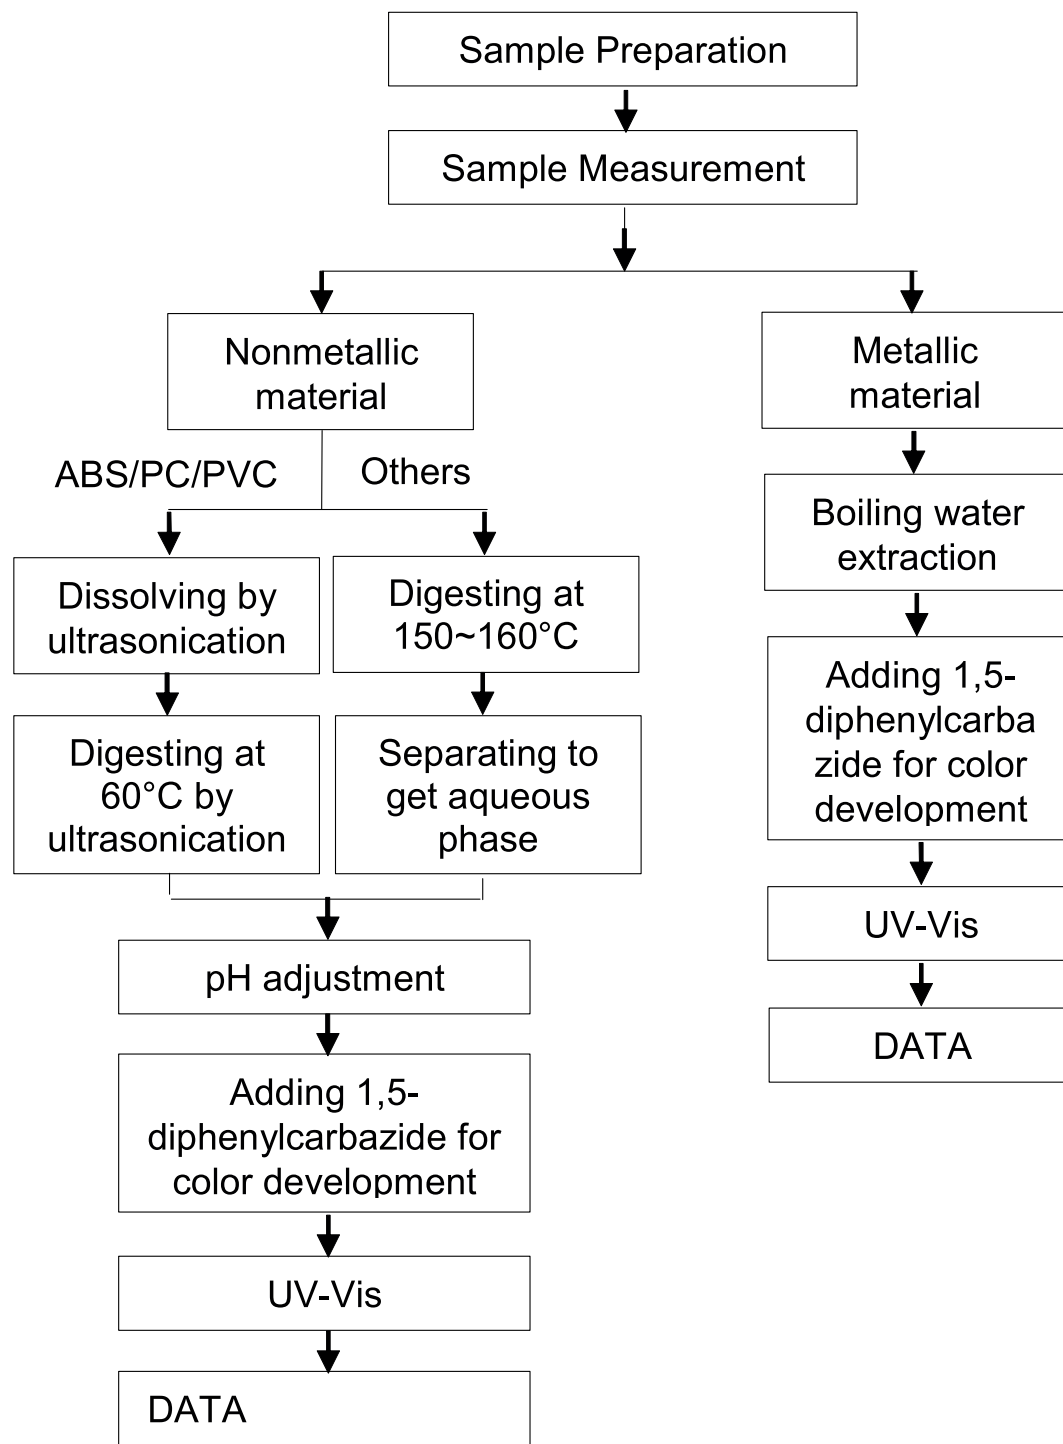 Sample Preparation
Sample Measurement
Nonmetallic
material
Metallic
material
ABS/PC/PVC
Others
Boiling water
extraction
Dissolving by
ultrasonication
Digesting at
150~160°C
Adding 1,5-
diphenylcarba
zide for color
development
Digesting at
60°C by
ultrasonication
Separating to
get aqueous
phase
UV-Vis
pH adjustment
DATA
Adding 1,5-
diphenylcarbazide for
color development
UV-Vis
DATA